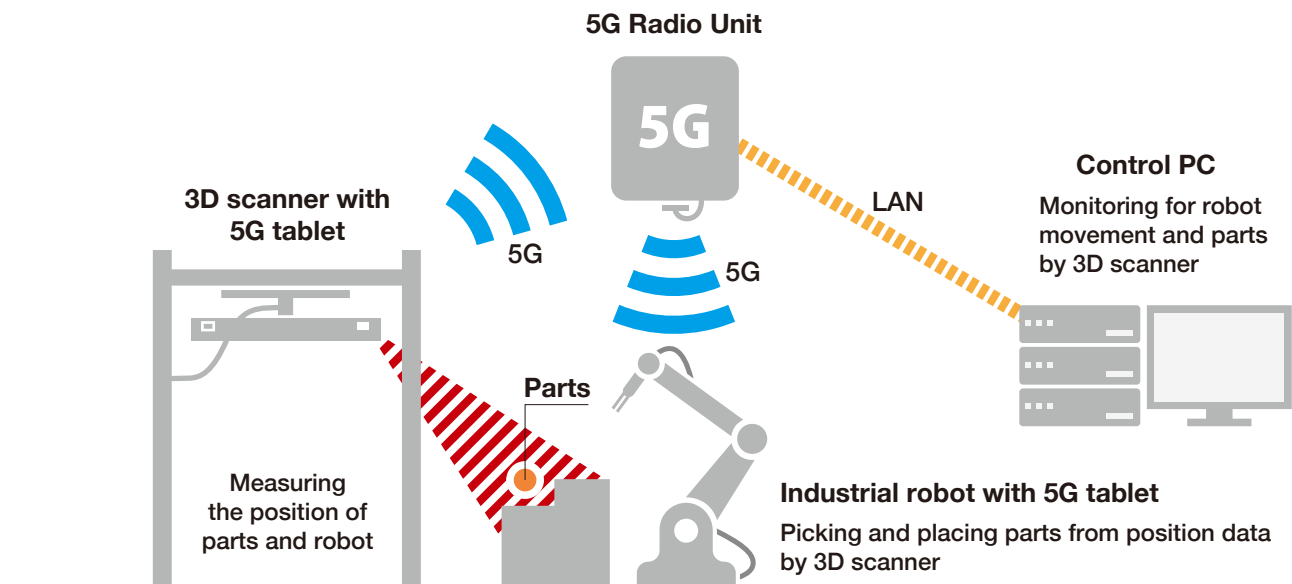 5G Radio Unit
5G
3D scanner with
5G tablet
5G
5G
LAN
Control PC
Monitoring for robot
movement and parts
by 3D scanner
Parts
Measuring
the position of
parts and robot
Industrial robot with 5G tablet
Picking and placing parts from position data
by 3D scanner